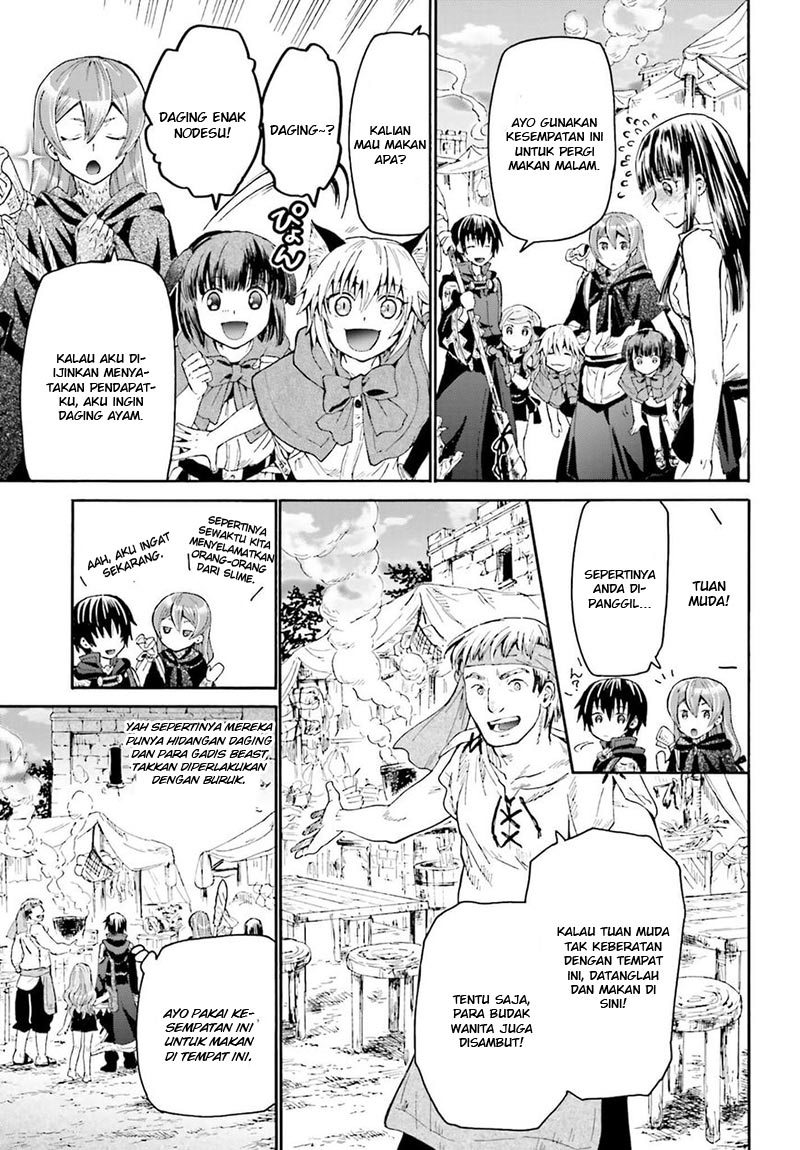 AYO GUNAKAN
KESEMPATAN INI
UNTUK PERGI
MAKAN MALAM.
KALIAN
MAU MAKAN
APA?
DAGING~?
DAGING ENAK
NODESU!
ぴょん
KALAU AKU DI-
IJINKAN MENYA-
TAKAN PENDAPAT-
KU, AKU INGIN
DAGING AYAM.
TUAN
MUDA!
SEPERTINYA
ANDA DI-
PANGGIL...
?
KALAU TUAN MUDA
TAK KEBERATAN
DENGAN TEMPAT
INI, DATANGLAH
DAN MAKAN DI
SINI!
TENTU SAJA,
PARA BUDAK
WANITA JUGA
DISAMBUT!
SEPERTINYA
SEWAKTU KITA
MENYELAMATKAN
ORANG-ORANG
DARI SLIME.
AAH, AKU INGAT
SEKARANG.
YAH SEPERTINYA MEREKA
PUNYA HIDANGAN DAGING
DAN PARA GADIS BEAST,
TAKKAN DIPERLAKUKAN
DENGAN BURUK.
AYO PAKAI KE-
SEMPATAN INI
UNTUK MAKAN
DI TEMPAT INI.